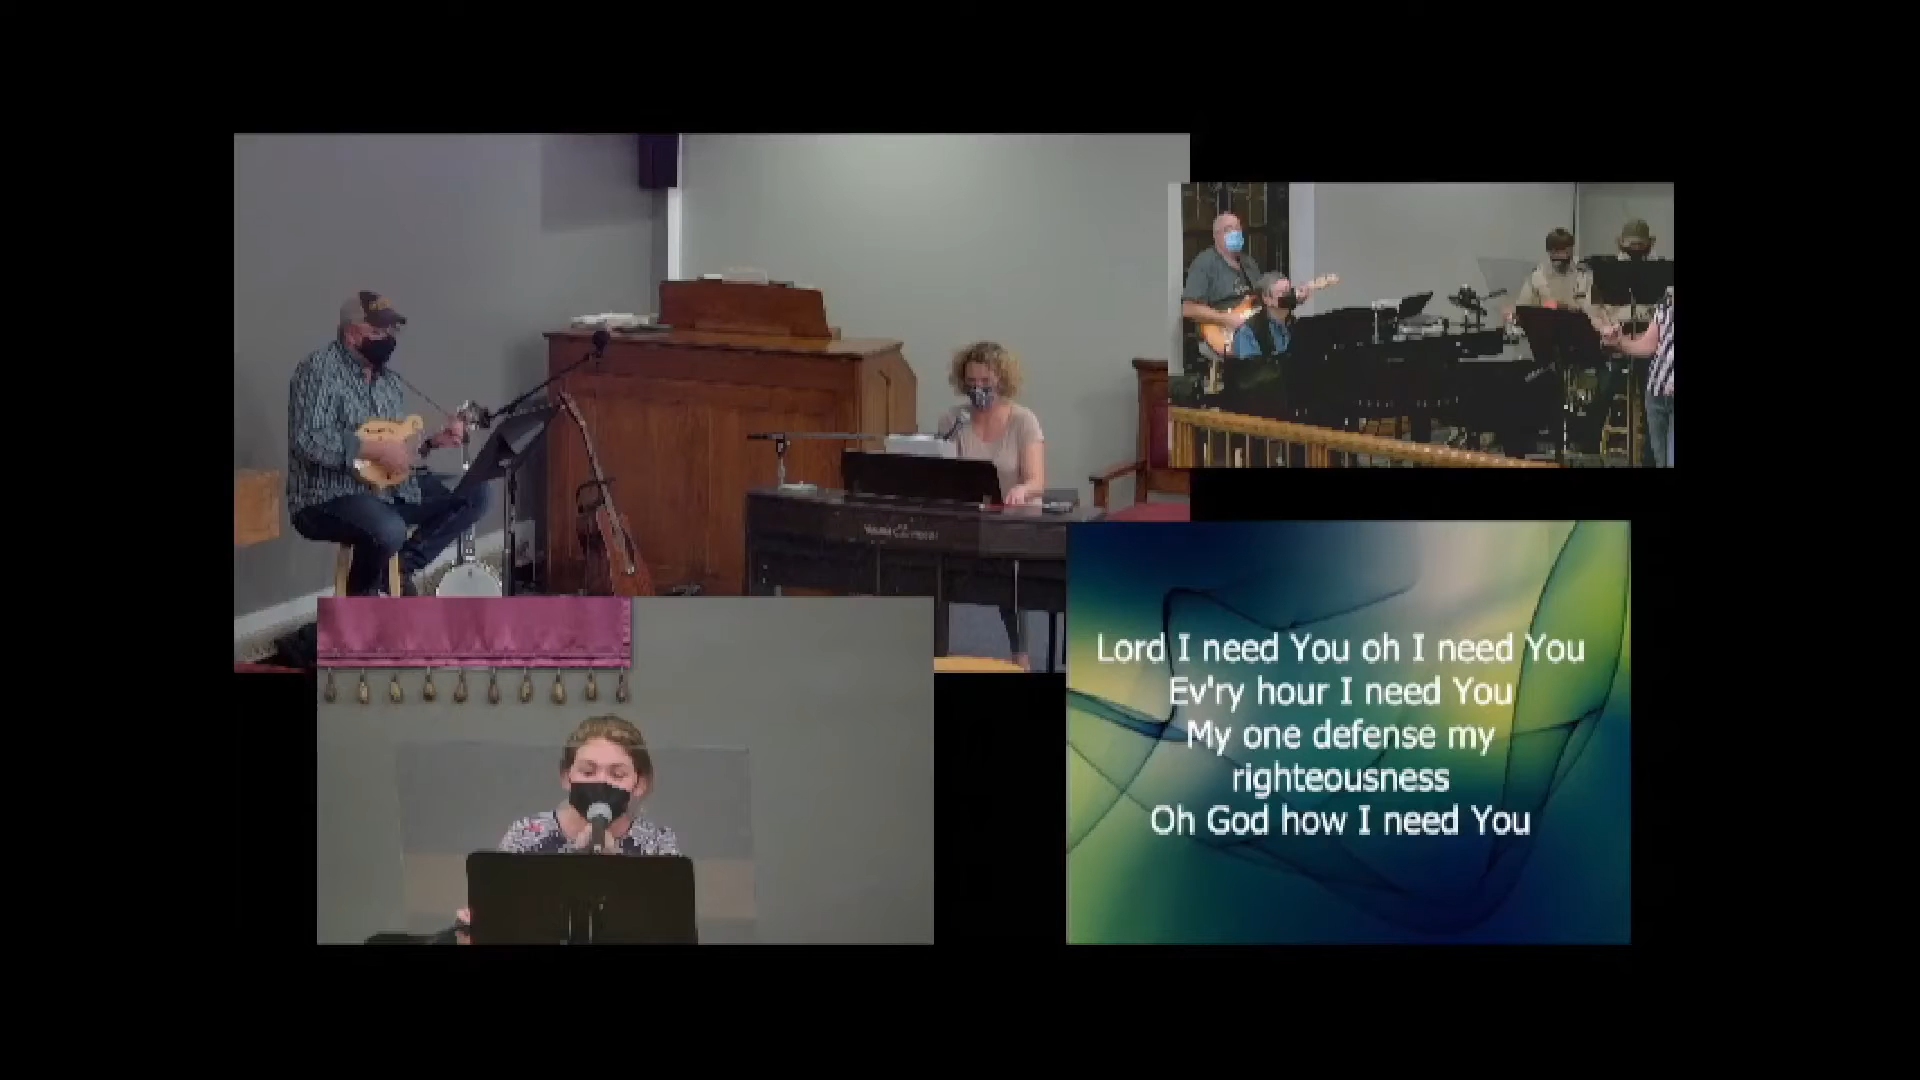 Lord I need You oh I need You
Ev'ry hour I need You
My one defense my
righteousness
Oh God how I need You